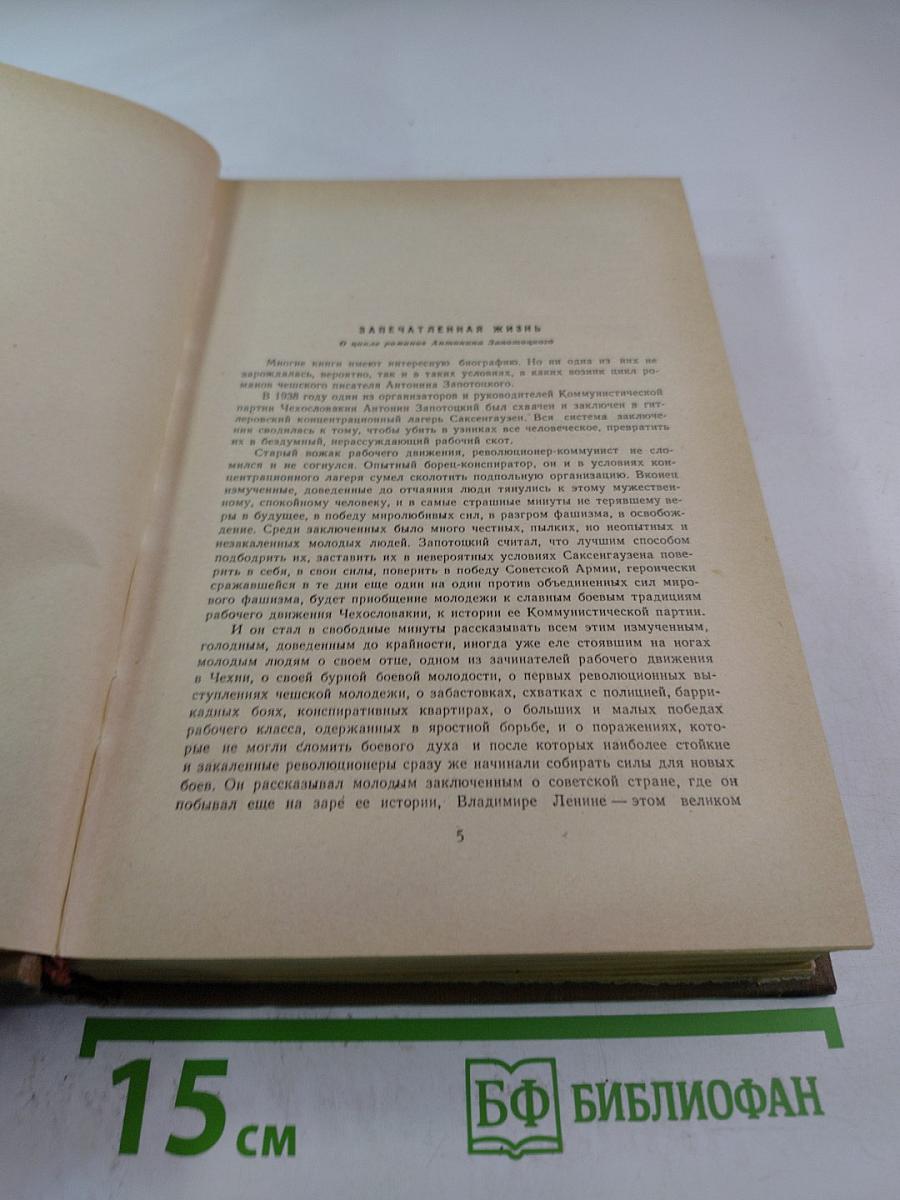 ЗАПЕЧАТЛЕННАЯ ЖИЗНЬ
О цикле романов Антонина Запотоцкого
Многие книги имеют интересную биографию. Но ни одна из них не
зарождалась, вероятно, так и в таких условиях, в каких возник цикл ро-
манов чешского писателя Антонина Запотоцкого.
В 1938 году один из организаторов и руководителей Коммунистической
партии Чехословакии Антонин Запотоцкий был схвачен и заключен в гит-
леровский концентрационный лагерь Саксенгаузен. Вся система заключе-
ния сводилась к тому, чтобы убить в узниках все человеческое, превратить
их в бездумный, нерассуждающий рабочий скот.
Старый вожак рабочего движения, революционер-коммунист не сло-
мился и не согнулся. Опытный борец-конспиратор, он и в условиях кон-
центрационного лагеря сумел сколотить подпольную организацию. Вконец
измученные, доведенные до отчаяния люди тянулись к этому мужествен-
ному, спокойному человеку, и в самые страшные минуты не терявшему ве-
ры в будущее, в победу миролюбивых сил, в разгром фашизма, в освобож-
дение. Среди заключенных было много честных, пылких, но неопытных и
незакаленных молодых людей. Запотоцкий считал, что лучшим способом
подбодрить их, заставить их в невероятных условиях Саксенгаузена пове-
рить в себя, в свои силы, поверить в победу Советской Армии, героически
сражавшейся в те дни еще один на один против объединенных сил миро-
вого фашизма, будет приобщение молодежи к славным боевым традициям
рабочего движения Чехословакии, к истории ее Коммунистической партии.
И он стал в свободные минуты рассказывать всем этим измученным,
голодным, доведенным до крайности, иногда уже еле стоявшим на ногах
молодым людям о своем отце, одном из зачинателей рабочего движения
в Чехии, о своей бурной боевой молодости, о первых революционных вы-
ступлениях чешской молодежи, о забастовках, схватках с полицией, барри-
кадных боях, конспиративных квартирах, о больших и малых победах
рабочего класса, одержанных в яростной борьбе, и о поражениях, кото-
рые не могли сломить боевого духа и после которых наиболее стойкие
и закаленные революционеры сразу же начинали собирать силы для новых
боев. Он рассказывал молодым заключенным о советской стране, где он
побывал еще на заре ее истории, Владимире Ленине — этом великом
5
15 см
БФ БИБЛИОФАН